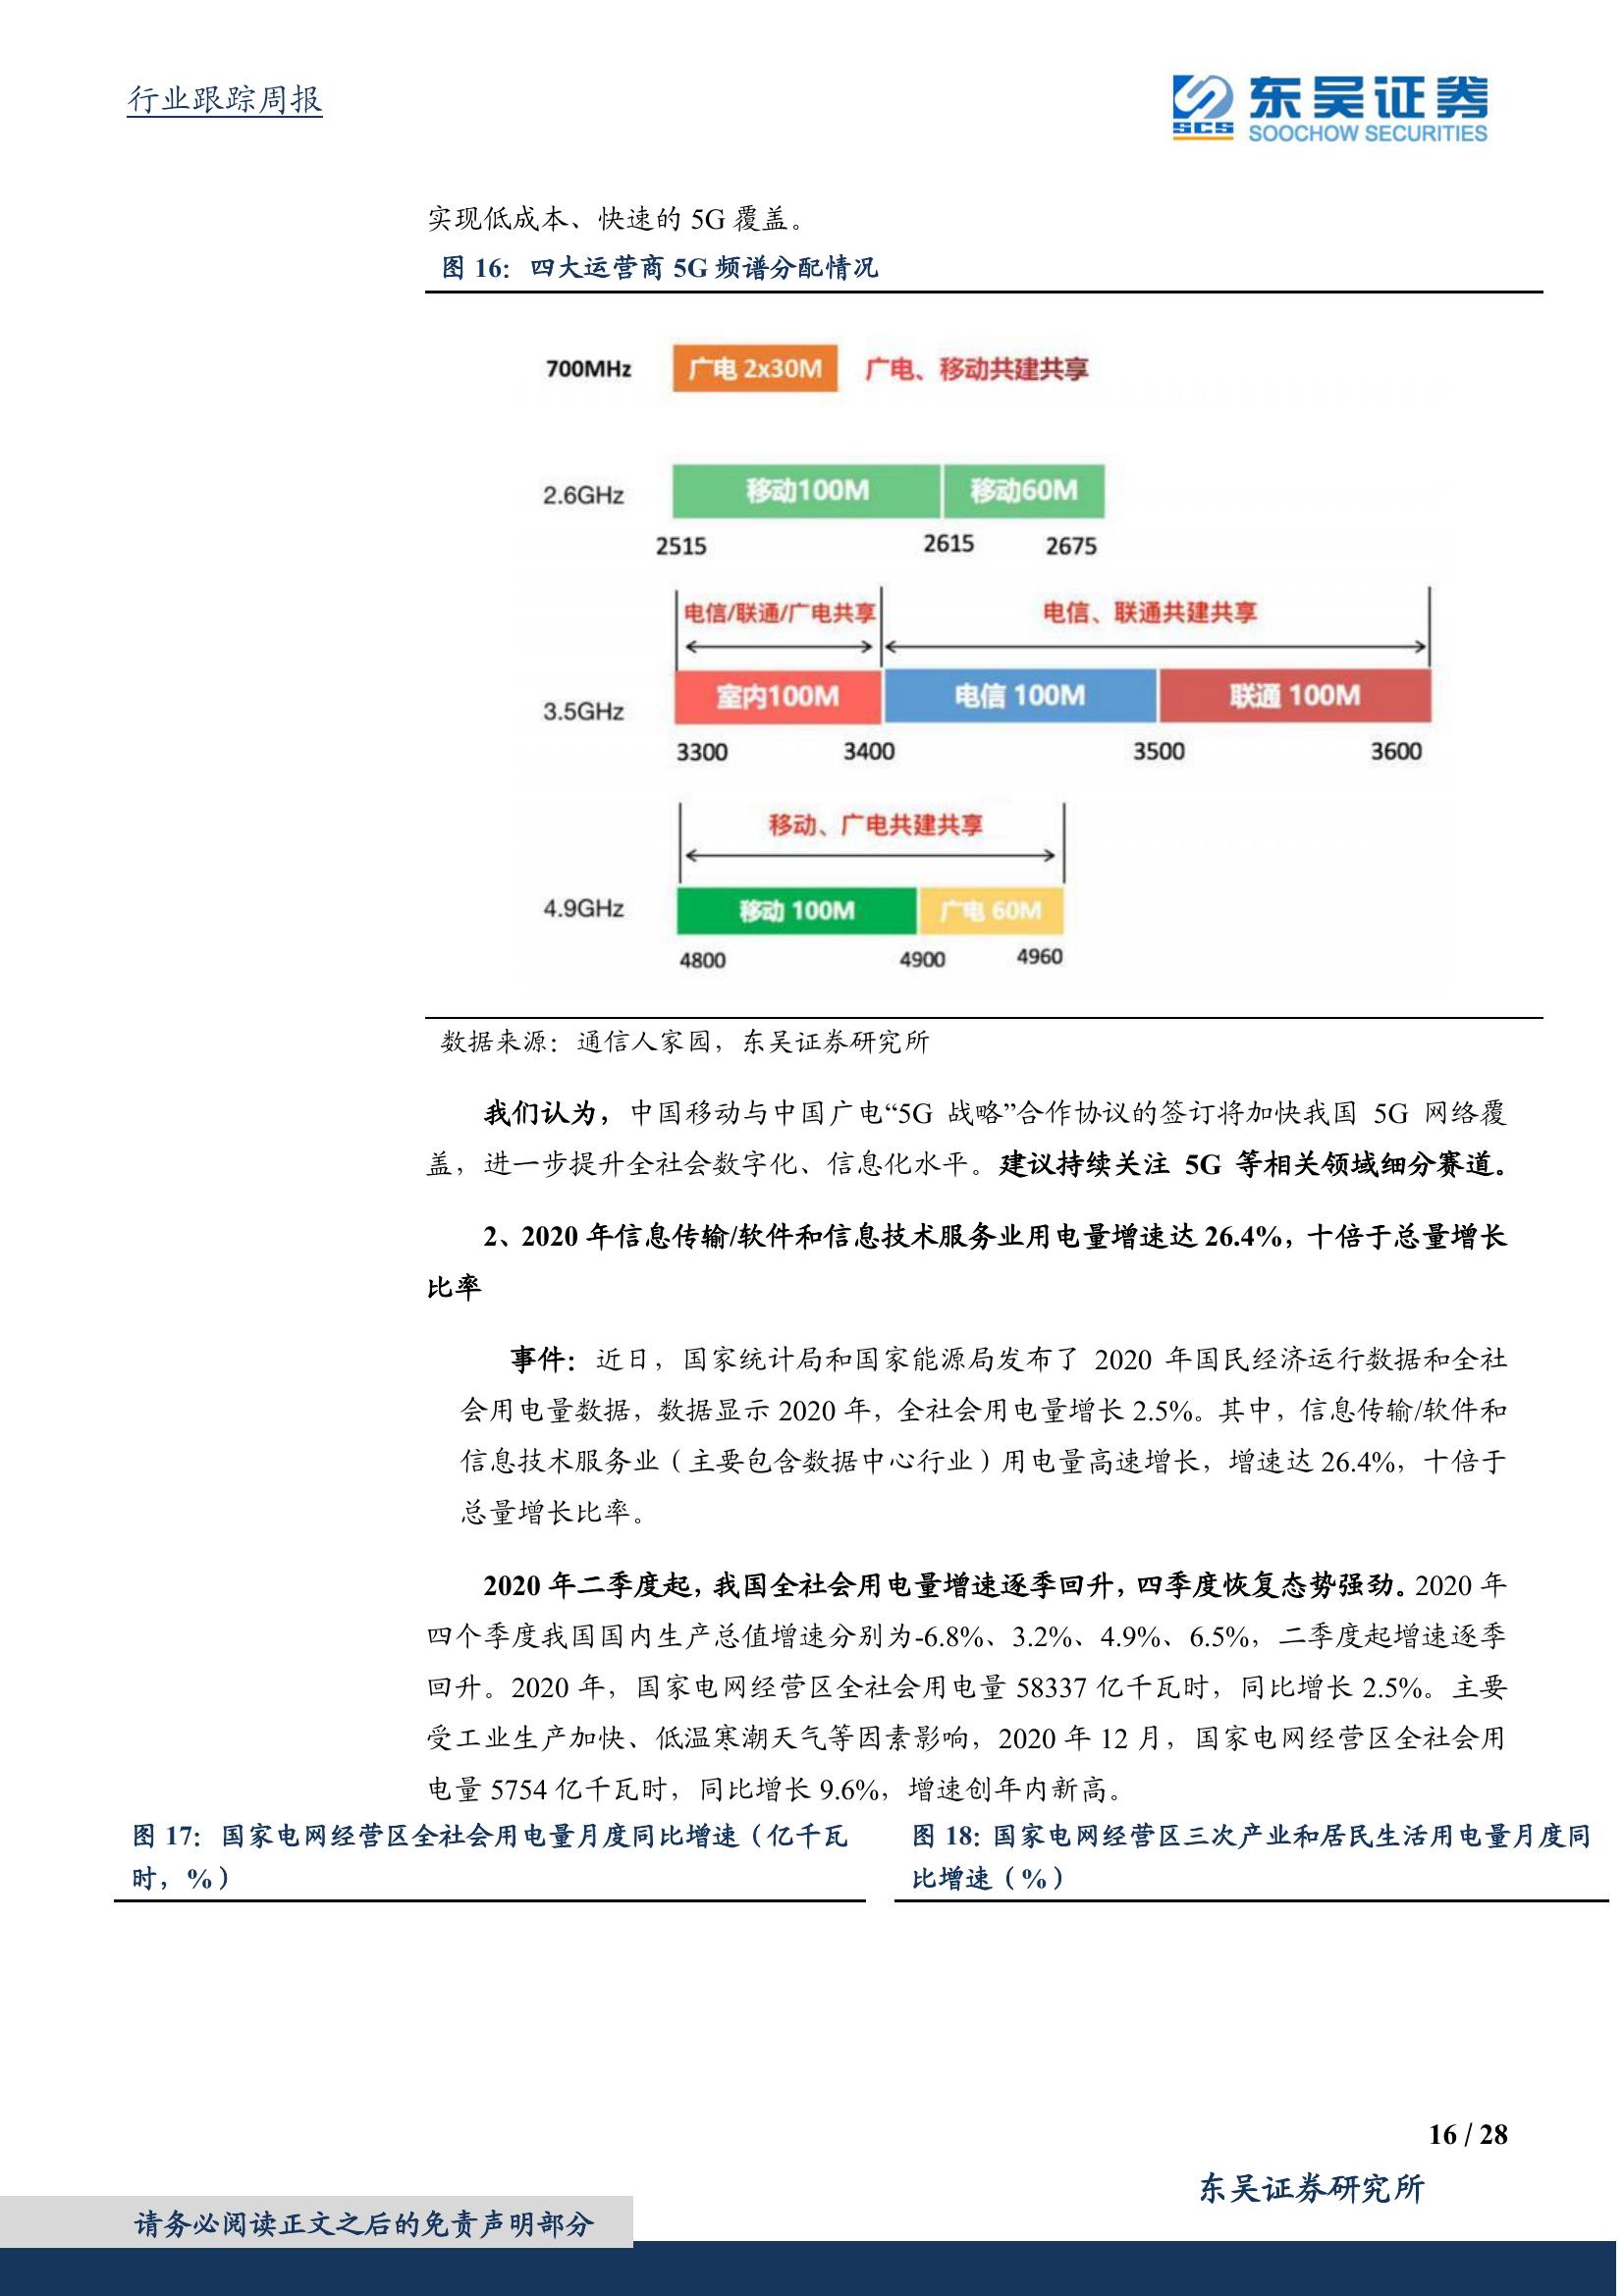 行业跟踪周报
东吴证券
SCS
SOOCHOW SECURITIES
实现低成本、快速的 5G 覆盖。
图 16：四大运营商 5G 频谱分配情况
700MHz 广电 2x30M 广电、移动共建共享
2.6GHz 移动100M 移动60M
2515 2615 2675
电信/联通/广电共享 电信、联通共建共享
3.5GHz 室内100M 电信 100M 联通 100M
3300 3400 3500 3600
移动、广电共建共享
4.9GHz 移动 100M 广电 60M
4800 4900 4960
数据来源：通信人家园，东吴证券研究所
我们认为，中国移动与中国广电“5G 战略”合作协议的签订将加快我国 5G 网络覆
盖，进一步提升全社会数字化、信息化水平。建议持续关注 5G 等相关领域细分赛道。
2、2020 年信息传输/软件和信息技术服务业用电量增速达 26.4%，十倍于总量增长
比率
事件：近日，国家统计局和国家能源局发布了 2020 年国民经济运行数据和全社
会用电量数据，数据显示 2020 年，全社会用电量增长 2.5%。其中，信息传输/软件和
信息技术服务业（主要包含数据中心行业）用电量高速增长，增速达 26.4%，十倍于
总量增长比率。
2020 年二季度起，我国全社会用电量增速逐季回升，四季度恢复态势强劲。2020 年
四个季度我国国内生产总值增速分别为-6.8%、3.2%、4.9%、6.5%，二季度起增速逐季
回升。2020 年，国家电网经营区全社会用电量 58337 亿千瓦时，同比增长 2.5%。主要
受工业生产加快、低温寒潮天气等因素影响，2020 年 12 月，国家电网经营区全社会用
电量 5754 亿千瓦时，同比增长 9.6%，增速创年内新高。
图 17：国家电网经营区全社会用电量月度同比增速（亿千瓦
时，%）
图 18：国家电网经营区三次产业和居民生活用电量月度同
比增速（%）
16 / 28
东吴证券研究所
请务必阅读正文之后的免责声明部分